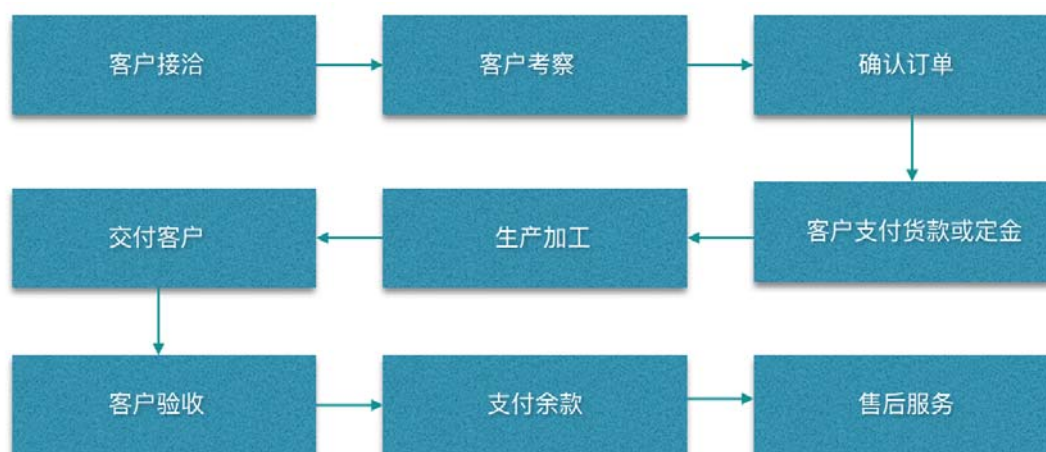 客户接洽
客户考察
确认订单
客户支付货款或定金
生产加工
交付客户
客户验收
支付余款
售后服务